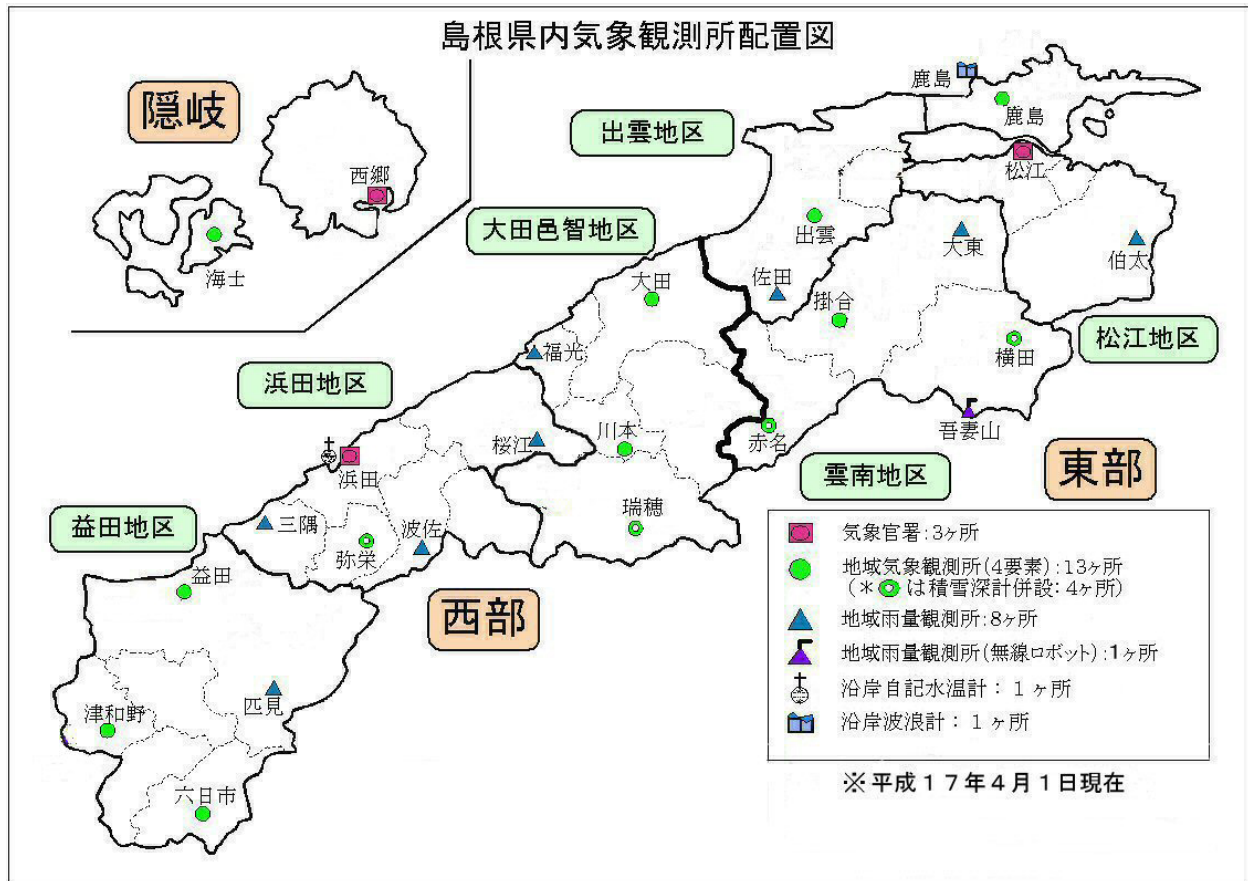 島根県内気象観測所配置図
隠岐
西郷
海士
鹿島
鹿島
出雲地区
松江
大田邑智地区
出雲
大東
伯太
佐田
大田
掛合
松江地区
横田
福光
浜田地区
吾妻山
赤名
川本
桜江
雲南地区
東部
浜田
益田地区
三隅
弥栄
波佐
瑞穂
益田
西部
匹見
津和野
六日市
気象官署:3ヶ所
地域気象観測所(4要素):13ヶ所
(*は積雪深計併設:4ヶ所)
地域雨量観測所:8ヶ所
地域雨量観測所(無線ロボット):1ヶ所
沿岸自記水温計:1ヶ所
沿岸波浪計:1ヶ所
※平成17年4月1日現在